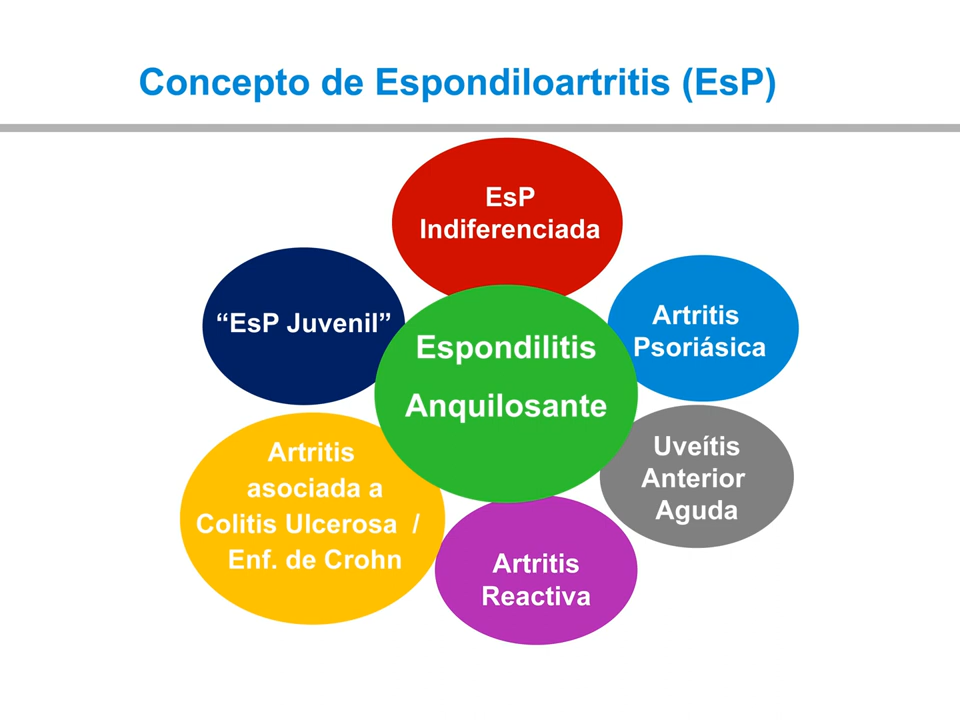 Concepto de Espondiloartritis (EsP)
EsP
Indiferenciada
“EsP Juvenil”
Artritis
Psoriásica
Espondilitis
Anquilosante
Artritis
asociada a
Colitis Ulcerosa /
Enf. de Crohn
Uveítis
Anterior
Aguda
Artritis
Reactiva